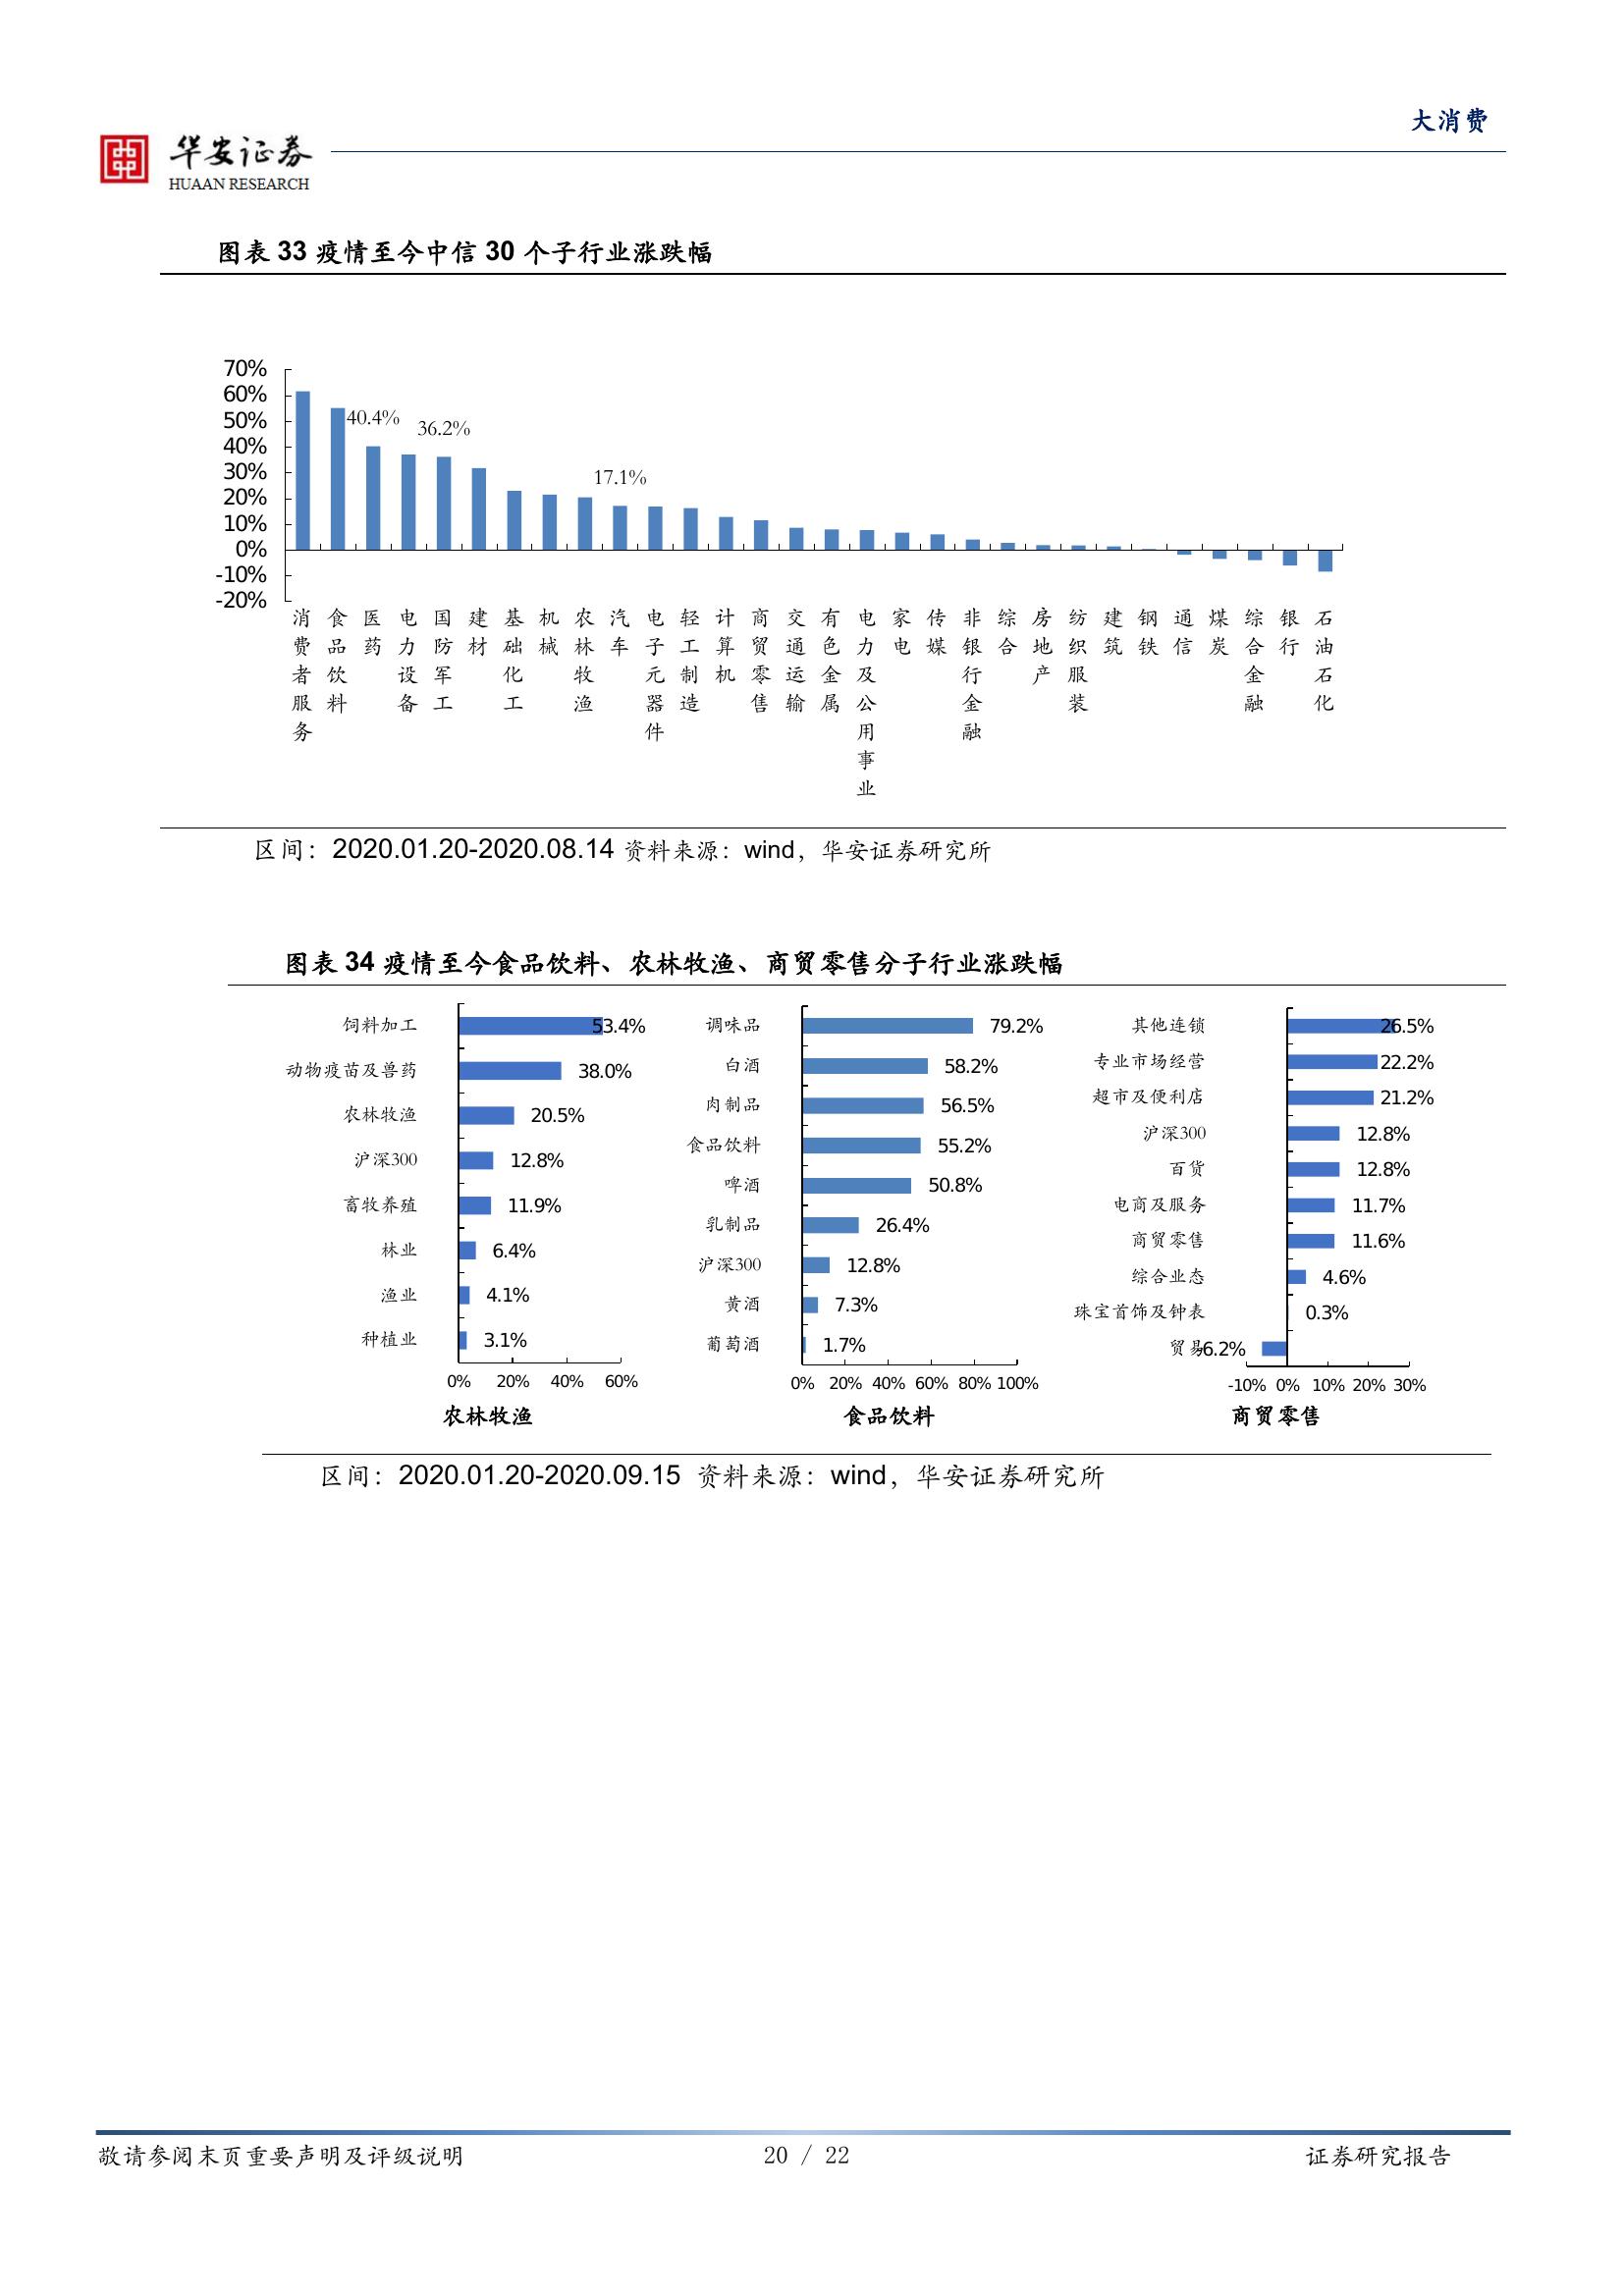 大消费
华安证券
HUAAN RESEARCH
图表 33 疫情至今中信 30 个子行业涨跌幅
70%
60%
50%
40%
30%
20%
10%
0%
-10%
-20%
40.4%
36.2%
17.1%
消费者服务
食品饮料
医药
电力设备
国防军工
建材
基础化工
机械
农林牧渔
汽车
电子元器件
轻工制造
计算机
商贸零售
交通运输
有色金属
电力及公用事业
家电
传媒
非银行金融
综合
房地产
纺织服装
建筑
钢铁
通信
煤炭
综合金融
银行
石油石化
区间：2020.01.20-2020.08.14 资料来源：wind，华安证券研究所
图表 34 疫情至今食品饮料、农林牧渔、商贸零售分子行业涨跌幅
饲料加工 53.4%
动物疫苗及兽药 38.0%
农林牧渔 20.5%
沪深300 12.8%
畜牧养殖 11.9%
林业 6.4%
渔业 4.1%
种植业 3.1%
0% 20% 40% 60%
农林牧渔
调味品 79.2%
白酒 58.2%
肉制品 56.5%
食品饮料 55.2%
啤酒 50.8%
乳制品 26.4%
沪深300 12.8%
黄酒 7.3%
葡萄酒 1.7%
0% 20% 40% 60% 80% 100%
食品饮料
其他连锁 26.5%
专业市场经营 22.2%
超市及便利店 21.2%
沪深300 12.8%
百货 12.8%
电商及服务 11.7%
商贸零售 11.6%
综合业态 4.6%
珠宝首饰及钟表 0.3%
贸易 -6.2%
-10% 0% 10% 20% 30%
商贸零售
区间：2020.01.20-2020.09.15 资料来源：wind，华安证券研究所
敬请参阅末页重要声明及评级说明
20 / 22
证券研究报告